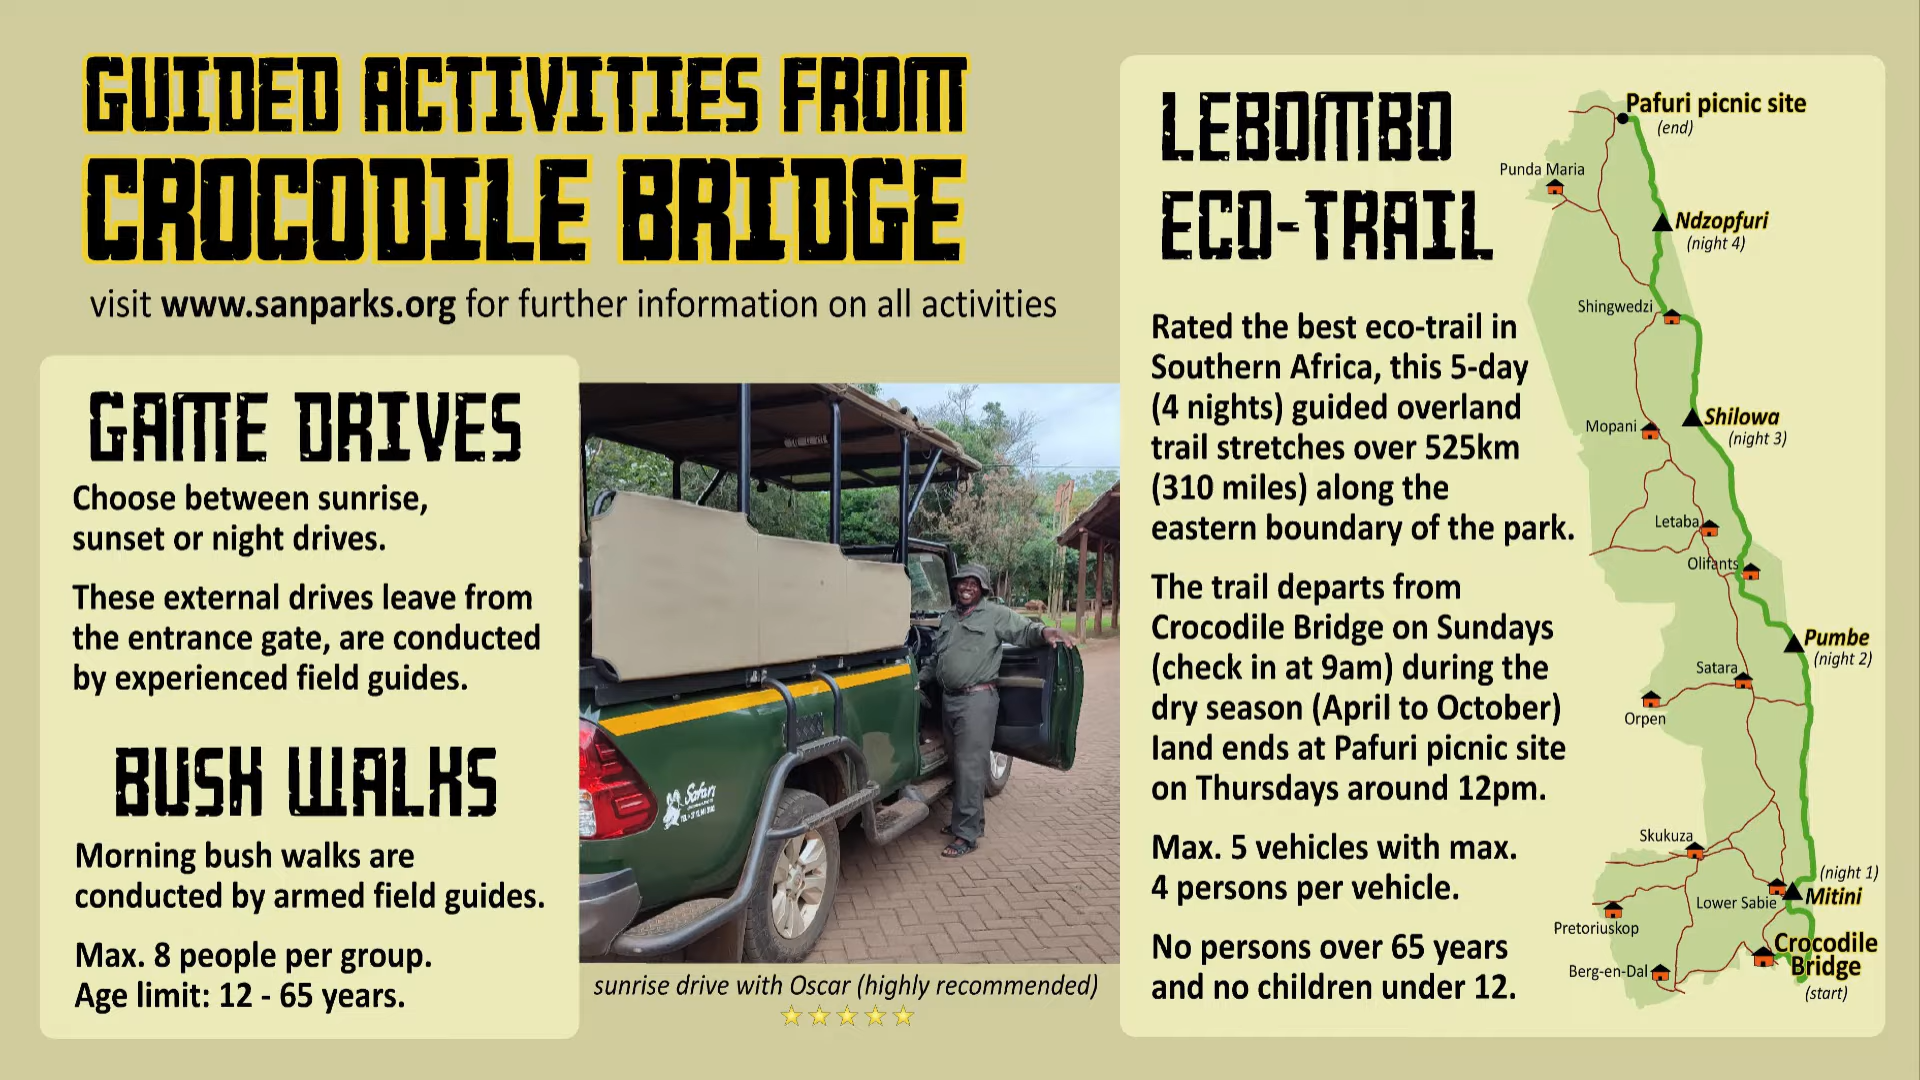 GUIDED ACTIVITIES FROM
CROCODILE BRIDGE
visit www.sanparks.org for further information on all activities
GAME DRIVES
Choose between sunrise,
sunset or night drives.
These external drives leave from
the entrance gate, are conducted
by experienced field guides.
BUSH WALKS
Morning bush walks are
conducted by armed field guides.
Max. 8 people per group.
Age limit: 12 - 65 years.
Safari
sunrise drive with Oscar (highly recommended)
LEBOMBO
ECO-TRAIL
Rated the best eco-trail in
Southern Africa, this 5-day
(4 nights) guided overland
trail stretches over 525km
(310 miles) along the
eastern boundary of the park.
The trail departs from
Crocodile Bridge on Sundays
(check in at 9am) during the
dry season (April to October)
land ends at Pafuri picnic site
on Thursdays around 12pm.
Max. 5 vehicles with max.
4 persons per vehicle.
No persons over 65 years
and no children under 12.
Pafuri picnic site
(end)
Punda Maria
Ndzopfuri
(night 4)
Shingwedzi
Shilowa
(night 3)
Mopani
Letaba
Olifants
Pumbe
(night 2)
Satara
Orpen
Skukuza
(night 1)
Mitini
Lower Sabie
Pretoriuskop
Crocodile
Bridge
(start)
Berg-en-Dal